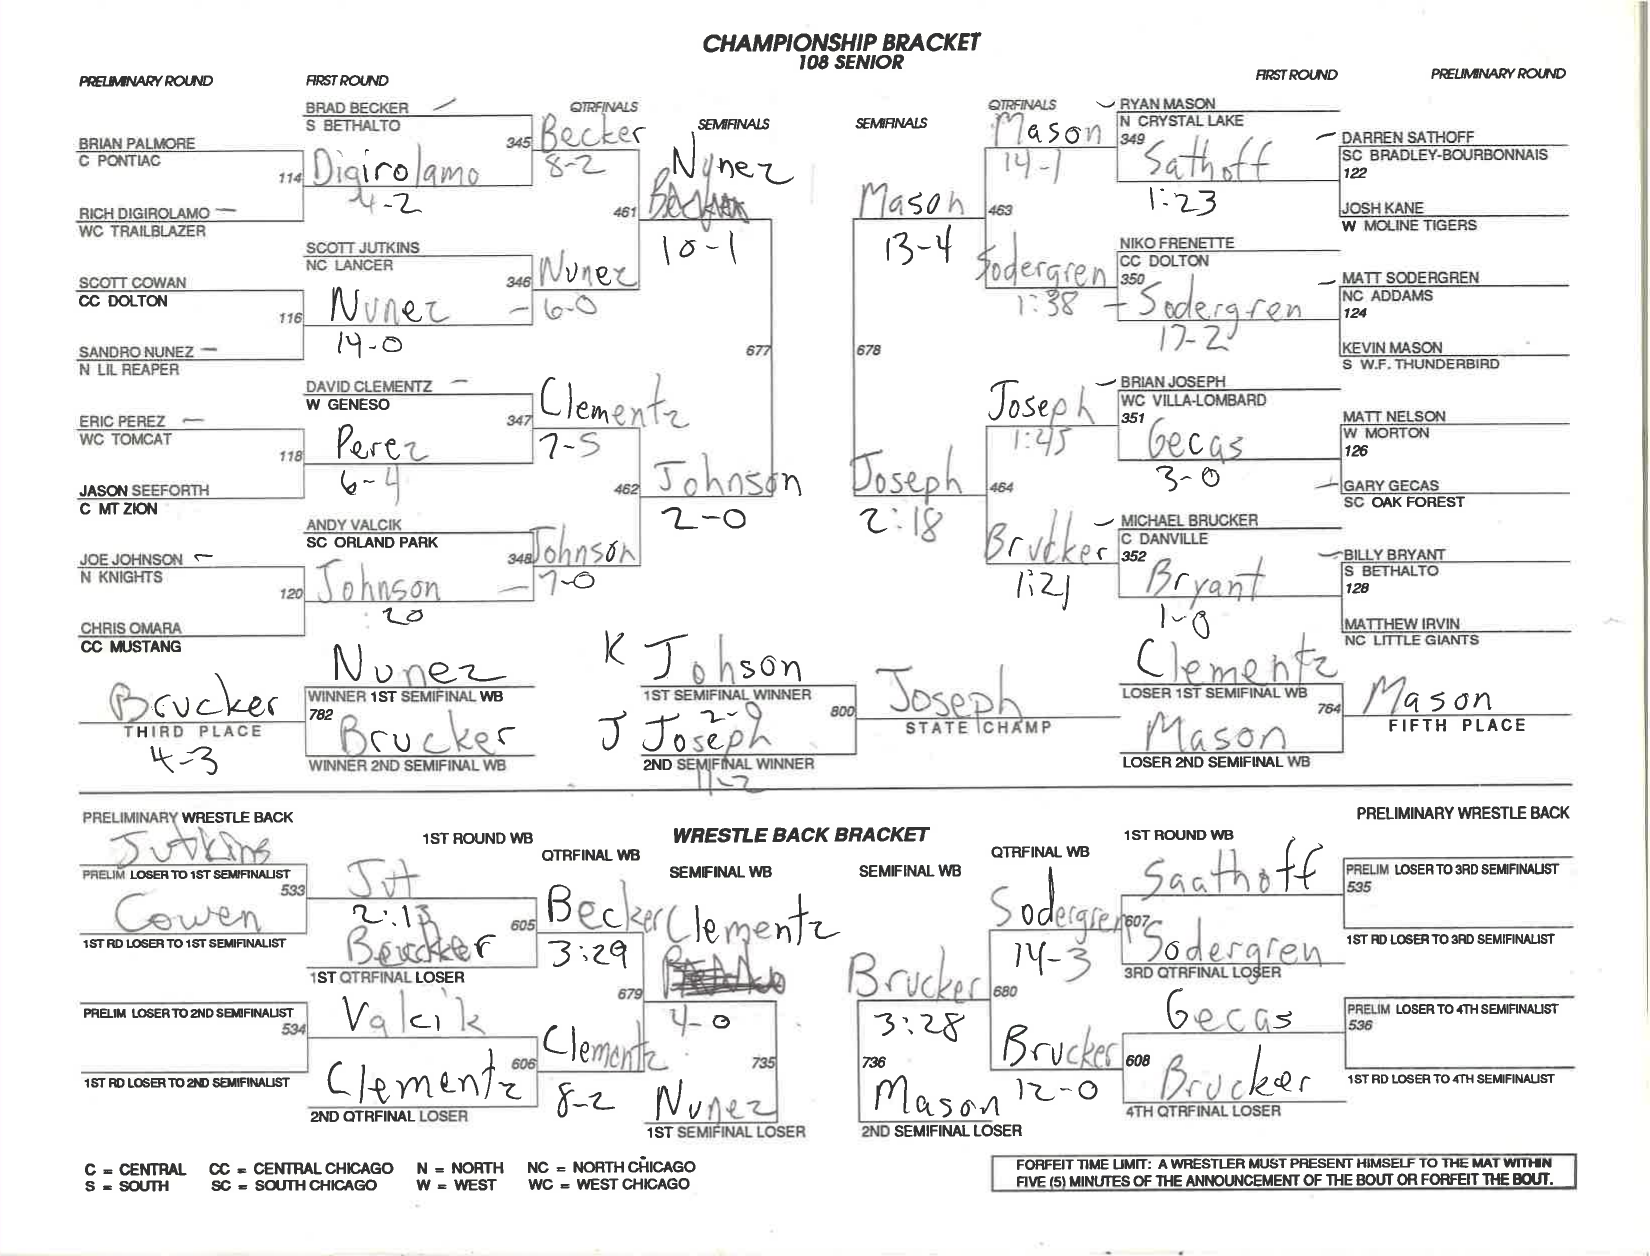 CHAMPIONSHIP BRACKET
108 SENIOR
PRELIMINARY ROUND
FIRST ROUND
QTRFINALS
SEMIFINALS
SEMIFINALS
QTRFINALS
FIRST ROUND
PRELIMINARY ROUND
BRIAN PALMORE
C PONTIAC
114
RICH DIGIROLAMO
WC TRAILBLAZER
SCOTT COWAN
CC DOLTON
116
SANDRO NUNEZ
N LIL REAPER
ERIC PEREZ
WC TOMCAT
118
JASON SEEFORTH
C MT ZION
JOE JOHNSON
N KNIGHTS
120
CHRIS OMARA
CC MUSTANG
BRAD BECKER
S BETHALTO
345
Digirolamo
4-2
SCOTT JUTKINS
NC LANCER
346
Nunez
14-0
DAVID CLEMENTZ
W GENESO
347
Perez
6-4
ANDY VALCIK
SC ORLAND PARK
348
Johnson
20
Becker
8-2
461
Nunez
6-0
Clementz
7-5
462
Johnson
7-0
Nunez
10-1
677
Johnson
2-0
Mason
13-4
678
Joseph
2:18
Mason
14-1
463
Sodergren
1:38
Joseph
1:45
464
Brucker
1:21
RYAN MASON
N CRYSTAL LAKE
349
Sathoff
1:23
NIKO FRENETTE
CC DOLTON
350
Sodergren
17-2
BRIAN JOSEPH
WC VILLA-LOMBARD
351
Gecas
3-0
MICHAEL BRUCKER
C DANVILLE
352
Bryant
1-0
DARREN SATHOFF
SC BRADLEY-BOURBONNAIS
122
JOSH KANE
W MOLINE TIGERS
MATT SODERGREN
NC ADDAMS
124
KEVIN MASON
S W.F. THUNDERBIRD
MATT NELSON
W MORTON
126
GARY GECAS
SC OAK FOREST
BILLY BRYANT
S BETHALTO
128
MATTHEW IRVIN
NC LITTLE GIANTS
Brucker
THIRD PLACE
4-3
Nunez
WINNER 1ST SEMIFINAL WB
782
Brucker
WINNER 2ND SEMIFINAL WB
K Johson
1ST SEMIFINAL WINNER
800
J Joseph
2ND SEMIFINAL WINNER
Joseph
STATE CHAMP
Clementz
LOSER 1ST SEMIFINAL WB
764
Mason
LOSER 2ND SEMIFINAL WB
Mason
FIFTH PLACE
PRELIMINARY WRESTLE BACK
1ST ROUND WB
QTRFINAL WB
WRESTLE BACK BRACKET
SEMIFINAL WB
SEMIFINAL WB
QTRFINAL WB
1ST ROUND WB
PRELIMINARY WRESTLE BACK
Jutkins
PRELIM LOSER TO 1ST SEMIFINALIST
533
Cowen
1ST RD LOSER TO 1ST SEMIFINALIST
PRELIM LOSER TO 2ND SEMIFINALIST
534
1ST RD LOSER TO 2ND SEMIFINALIST
Jut
2:13
605
1ST QTRFINAL LOSER
Valcik
606
Clementz
2ND QTRFINAL LOSER
Becker
3:29
679
Clementz
8-2
Clementz
4-0
735
Nunez
1ST SEMIFINAL LOSER
Brucker
3:28
736
Mason
2ND SEMIFINAL LOSER
Sodergren
14-3
680
Brucker
12-0
Saathoff
607
Sodergren
3RD QTRFINAL LOSER
Gecas
608
Brucker
4TH QTRFINAL LOSER
PRELIM LOSER TO 3RD SEMIFINALIST
535
1ST RD LOSER TO 3RD SEMIFINALIST
PRELIM LOSER TO 4TH SEMIFINALIST
536
1ST RD LOSER TO 4TH SEMIFINALIST
C = CENTRAL CC = CENTRAL CHICAGO N = NORTH NC = NORTH CHICAGO
S = SOUTH SC = SOUTH CHICAGO W = WEST WC = WEST CHICAGO
FORFEIT TIME LIMIT: A WRESTLER MUST PRESENT HIMSELF TO THE MAT WITHIN
FIVE (5) MINUTES OF THE ANNOUNCEMENT OF THE BOUT OR FORFEIT THE BOUT.